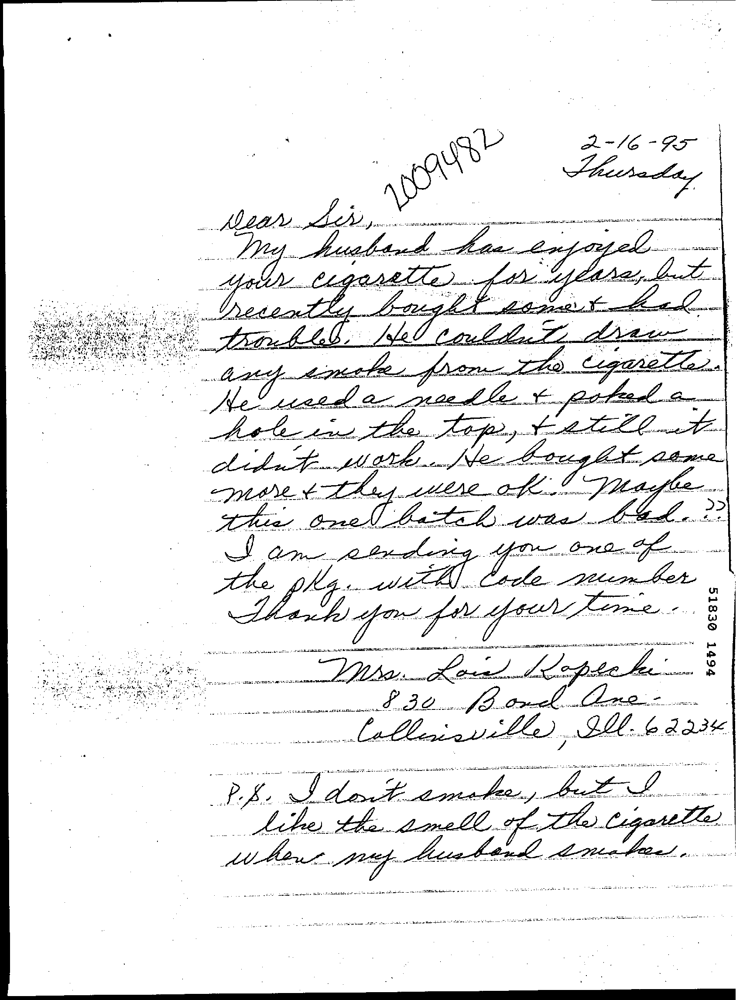 2-16-95
Thursday
2009482
Dear Sir,
My husband has enjoyed
your cigarette for years, but
recently bought some & had
troubles. He couldn't draw
any smoke from the cigarette.
He used a needle & poked a
hole in the top, & still it
didn't work. He bought some
more & they were ok. Maybe
this one batch was bad. ??
I am sending you one of
the pkg. with code number
Thank you for your time.
Mrs. Lois Kopecki
830 Bond Ave.
Collinsville, Ill. 62234
P.S. I don't smoke, but I
like the smell of the cigarette
when my husband smokes.
51830 1494